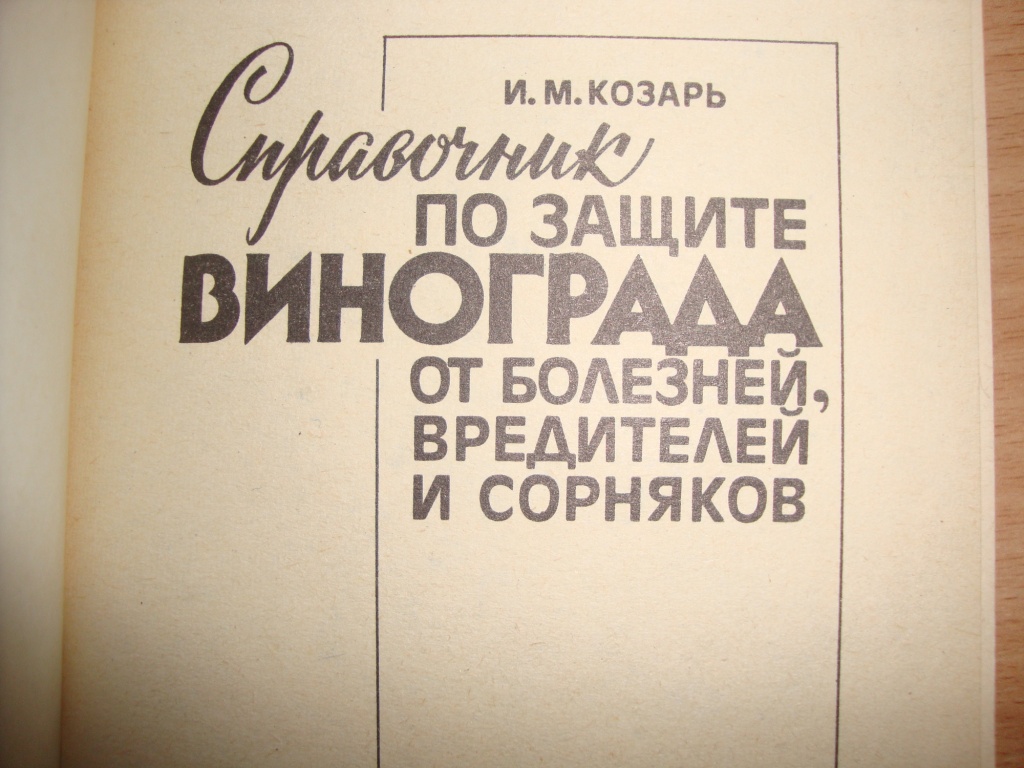 И. М. КОЗАРЬ
Справочник
ПО ЗАЩИТЕ
ВИНОГРАДА
ОТ БОЛЕЗНЕЙ,
ВРЕДИТЕЛЕЙ
И СОРНЯКОВ